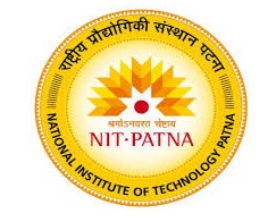 राष्ट्रीय प्रौद्योगिकी संस्थान पटना
श्रमोऽनवरत चेष्टा च
NIT-PATNA
NATIONAL INSTITUTE OF TECHNOLOGY PATNA